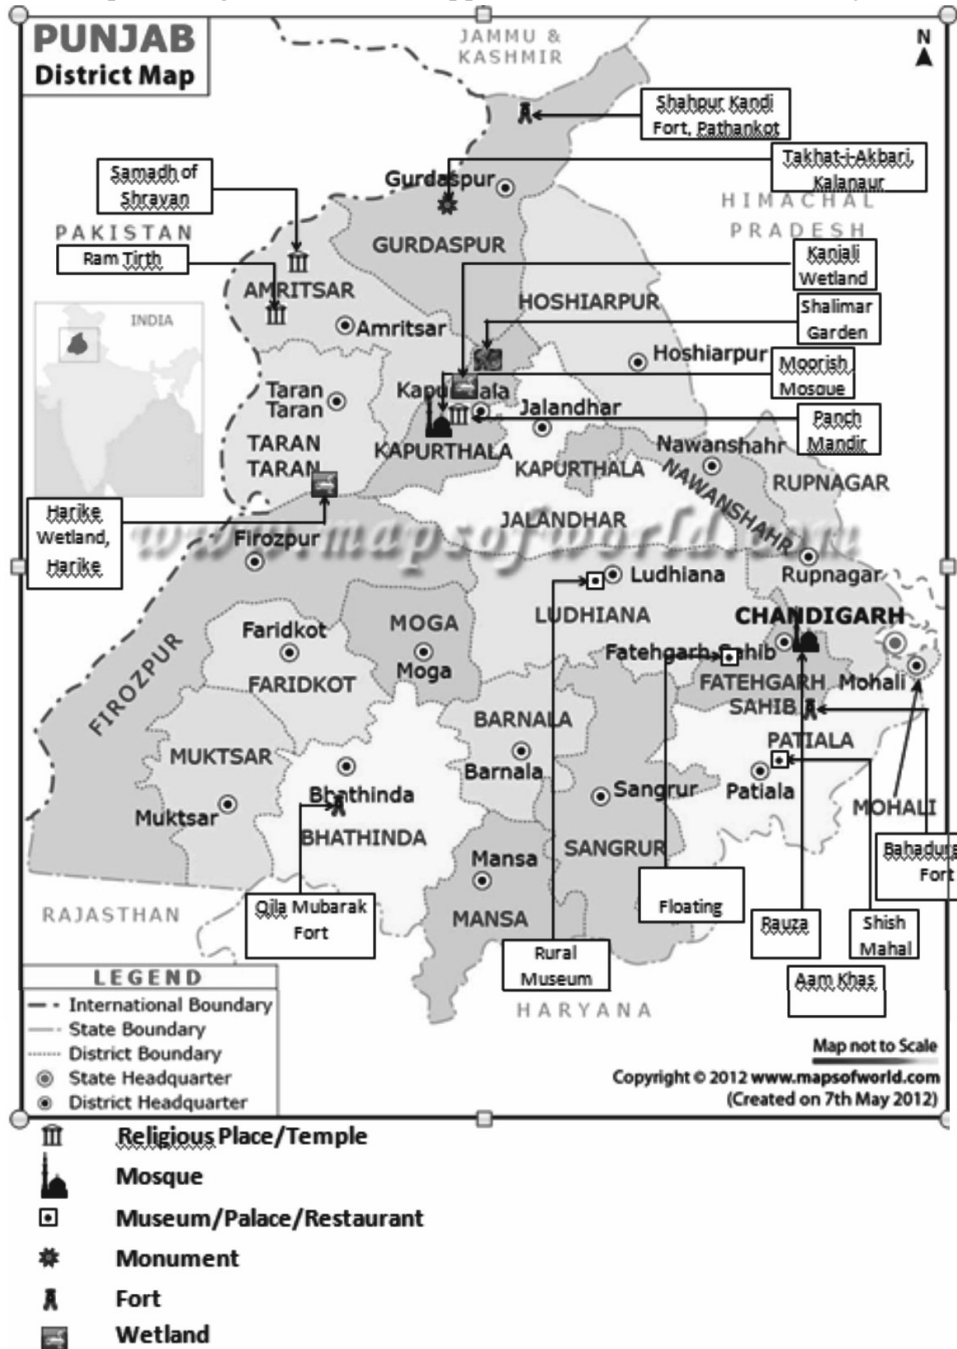 PUNJAB
District Map
JAMMU &
KASHMIR
N
Shahpur Kandi
Fort, Pathankot
Takhat-i-Akbari,
Kalanaur
Samadh of
Shravan
Gurdaspur
HIMACHAL
PRADESH
PAKISTAN
Ram Tirth
GURDASPUR
Kanjali
Wetland
AMRITSAR
HOSHIARPUR
Shalimar
Garden
INDIA
Amritsar
Hoshiarpur
Moorish
Mosque
Taran
Taran
Jalandhar
Panch
Mandir
TARAN
TARAN
KAPURTHALA
KAPURTHALA
Nawanshahr
NAWANSHAHR
RUPNAGAR
Harike
Wetland,
Harike
JALANDHAR
www.mapsofworld.com
Firozpur
Rupnagar
Ludhiana
LUDHIANA
CHANDIGARH
Faridkot
MOGA
Moga
Fatehgarh Sahib
FATEHGARH
SAHIB
Mohali
FARIDKOT
FIROZPUR
BARNALA
Barnala
PATIALA
Patiala
MUKTSAR
Muktsar
Bhathinda
BHATHINDA
Sangrur
SANGRUR
MOHALI
Mansa
MANSA
Fort
Qila Mubarak
Fort
Floating
RAJASTHAN
Rauza
Shish
Mahal
Rural
Museum
Aam Khas
HARYANA
LEGEND
International Boundary
State Boundary
District Boundary
State Headquarter
District Headquarter
Map not to Scale
Copyright © 2012 www.mapsofworld.com
(Created on 7th May 2012)
Religious Place/Temple
Mosque
Museum/Palace/Restaurant
Monument
Fort
Wetland